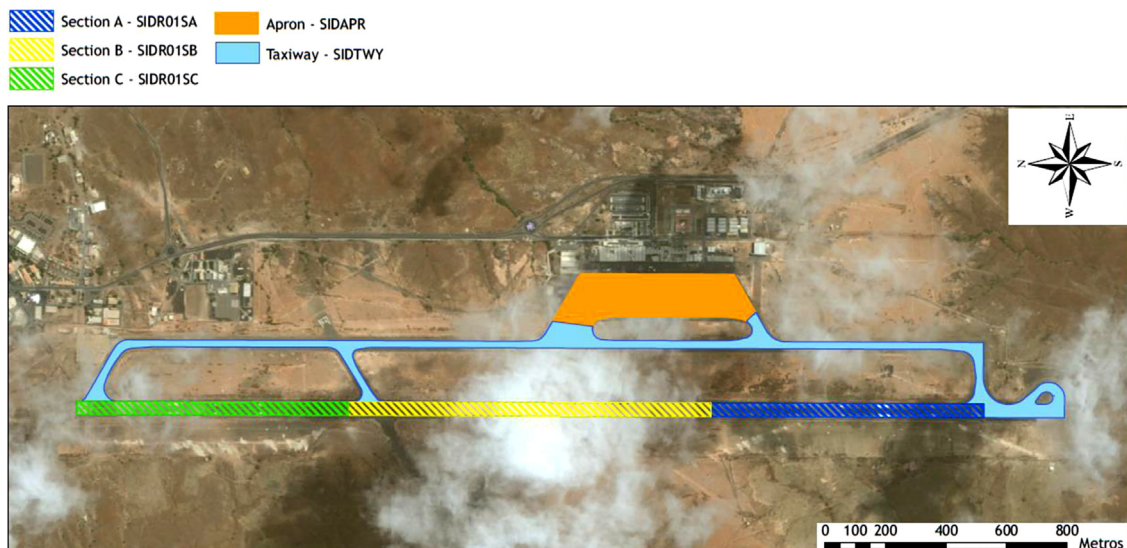 Section A - SIDR01SA
Section B - SIDR01SB
Section C - SIDR01SC
Apron - SIDAPR
Taxiway - SIDTWY
E
N
S
W
0 100 200 400 600 800
Metros